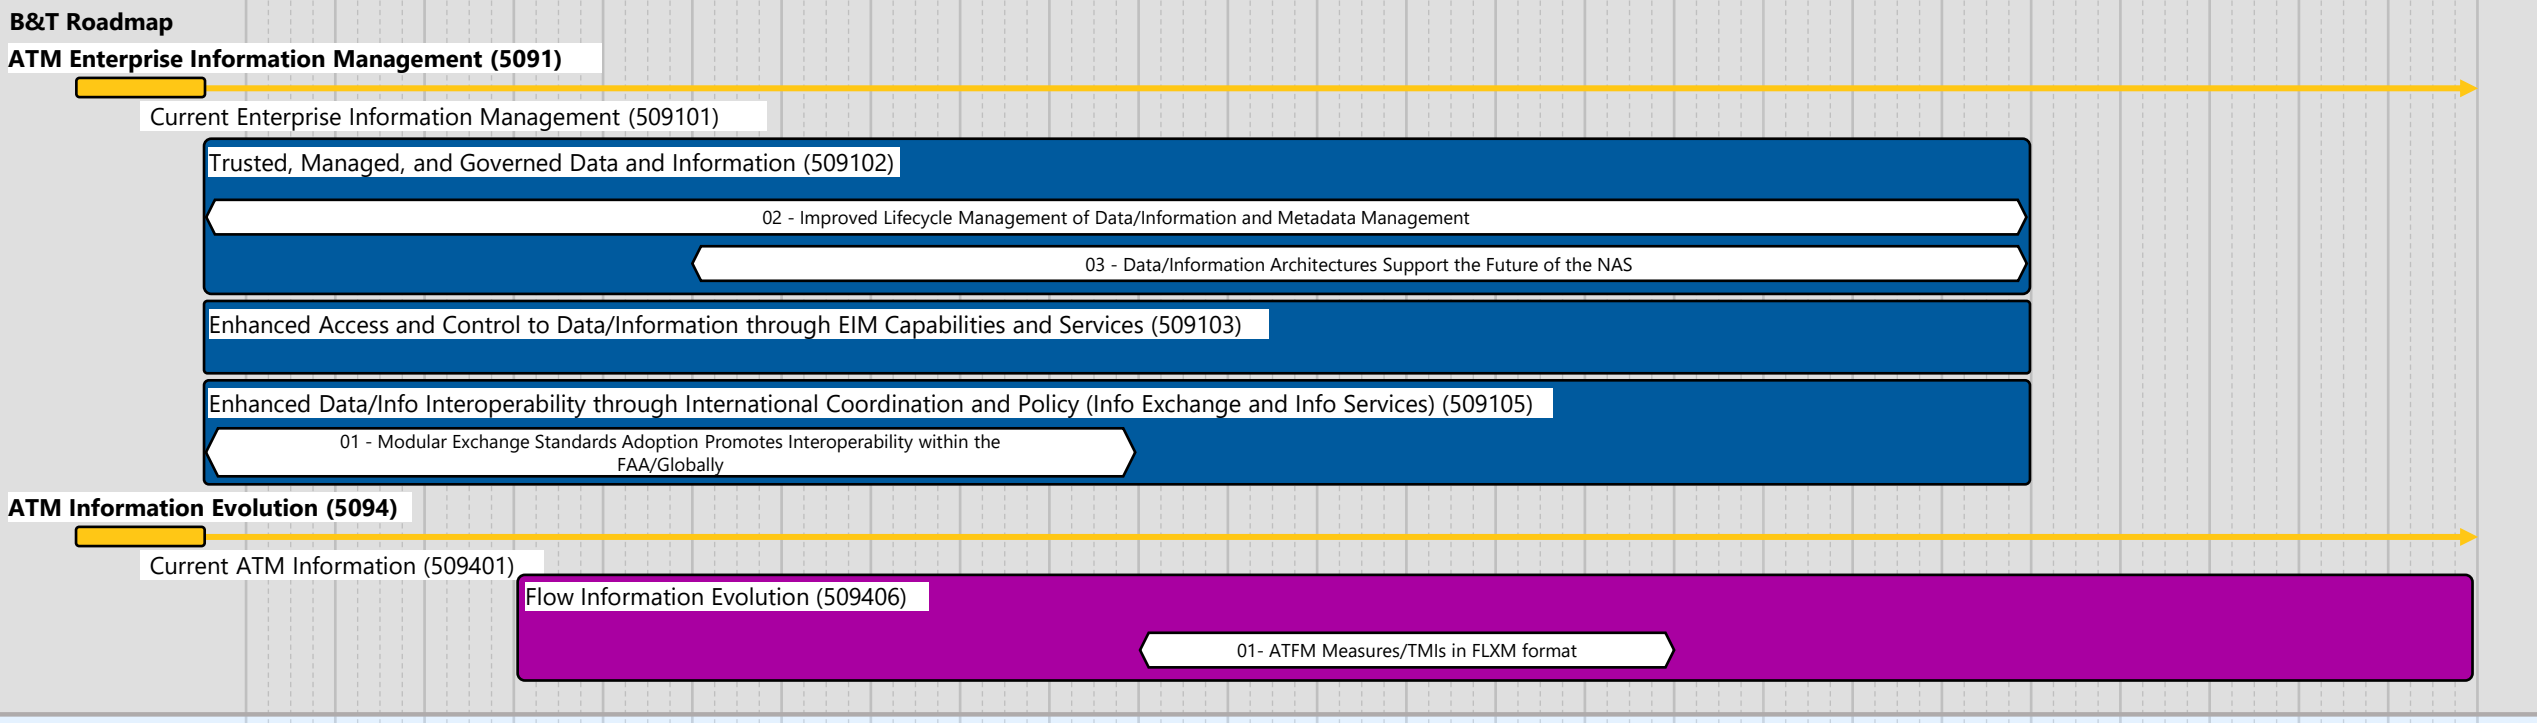 B&T Roadmap
ATM Enterprise Information Management (5091)
Current Enterprise Information Management (509101)
Trusted, Managed, and Governed Data and Information (509102)
02 - Improved Lifecycle Management of Data/Information and Metadata Management
03 - Data/Information Architectures Support the Future of the NAS
Enhanced Access and Control to Data/Information through EIM Capabilities and Services (509103)
Enhanced Data/Info Interoperability through International Coordination and Policy (Info Exchange and Info Services) (509105)
01 - Modular Exchange Standards Adoption Promotes Interoperability within the
FAA/Globally
ATM Information Evolution (5094)
Current ATM Information (509401)
Flow Information Evolution (509406)
01- ATFM Measures/TMIs in FLXM format